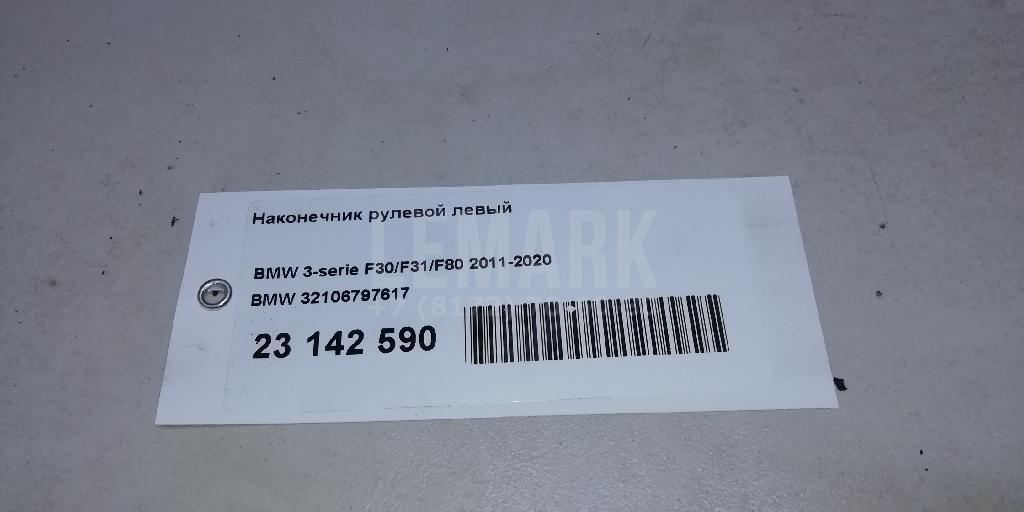 Наконечник рулевой левый
LEMARK
BMW 3-serie F30/F31/F80 2011-2020
BMW 32106797617
23 142 590